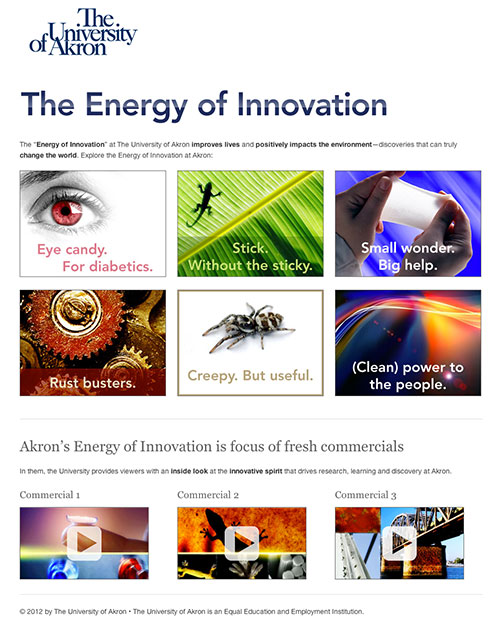 The
University
of Akron
The Energy of Innovation
The “Energy of Innovation” at The University of Akron improves lives and positively impacts the environment—discoveries that can truly
change the world. Explore the Energy of Innovation at:
Eye candy.
For diabetics.
Stick.
Without the sticky.
Small wonder.
Big help.
Rust busters.
Creepy. But useful.
(Clean) power to
the people.
Akron’s Energy of Innovation is focus of fresh commercials
In them, the University provides viewers with an inside look at the innovative spirit that drives research, learning and discovery at Akron.
Commercial 1
Commercial 2
Commercial 3
© 2012 by The University of Akron • The University of Akron is an Equal Education and Employment Institution.